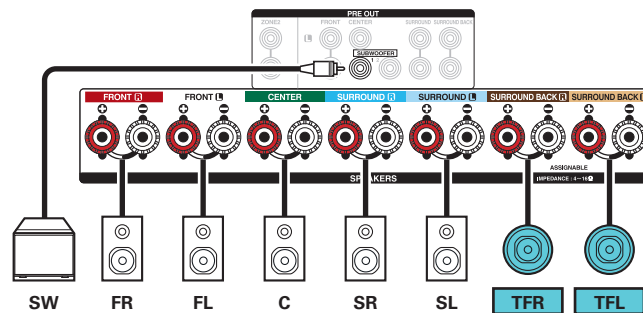 PRE OUT
ZONE2 FRONT CENTER SURROUND SURROUND BACK
L
SUBWOOFER
1 2
FRONT R FRONT L CENTER SURROUND R SURROUND L SURROUND BACK R SURROUND BACK
+ − + − + − + − + − + − + −
ASSIGNABLE
SPEAKERS IMPEDANCE : 4~16Ω
SW FR FL C SR SL TFR TFL